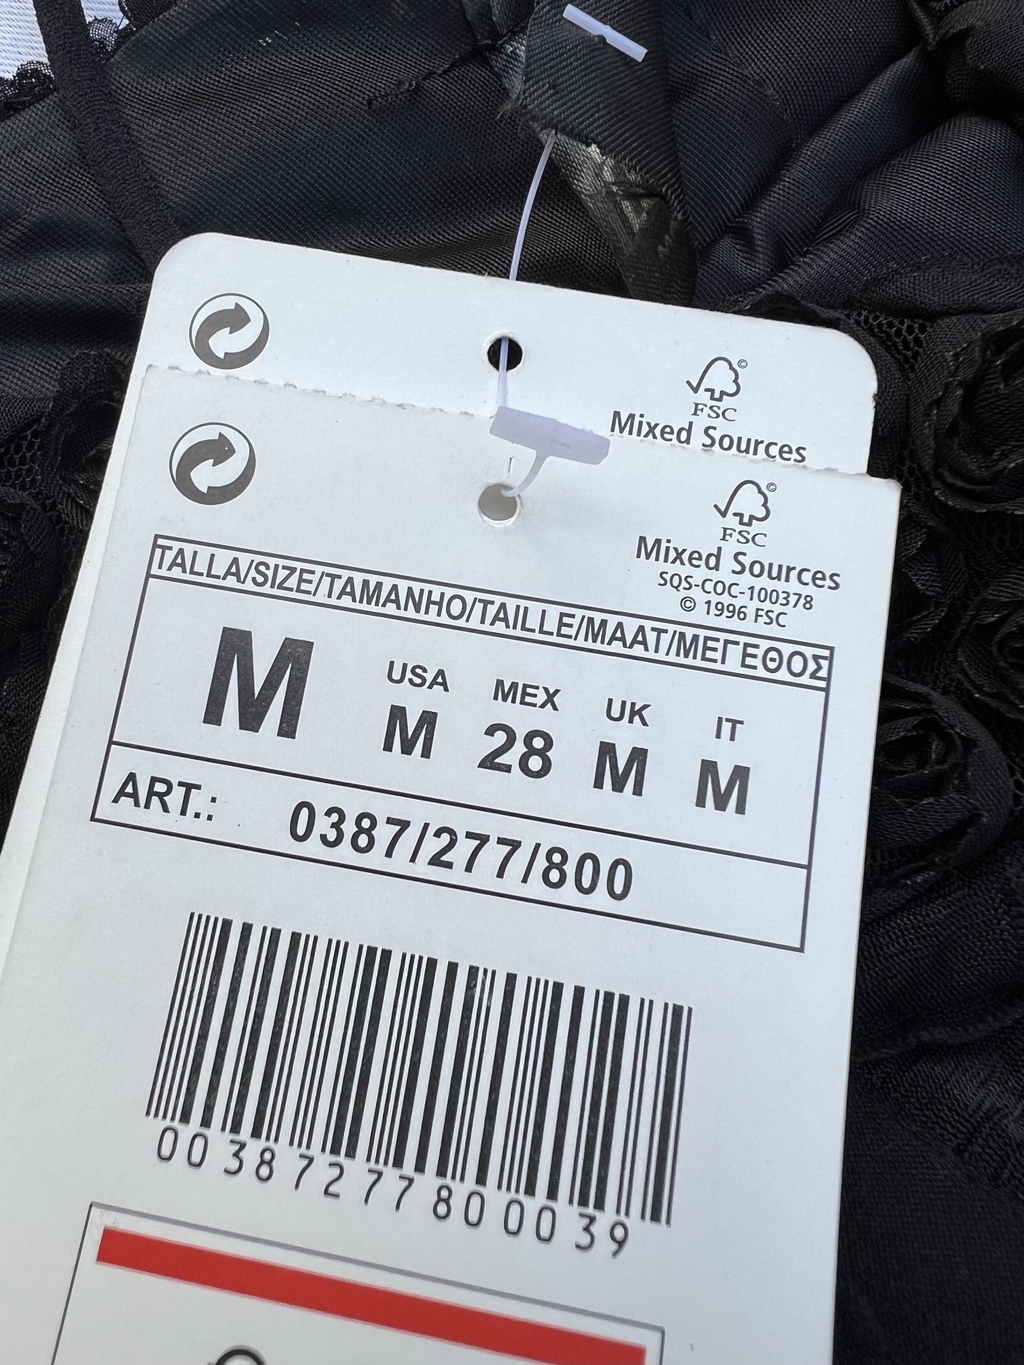 FSC
Mixed Sources
FSC
Mixed Sources
SQS-COC-100378
© 1996 FSC
TALLA/SIZE/TAMANHO/TAILLE/MAAT/ΜΕΓΕΘΟΣ
M
USA MEX UK IT
M 28 M M
ART.: 0387/277/800
00387277800039